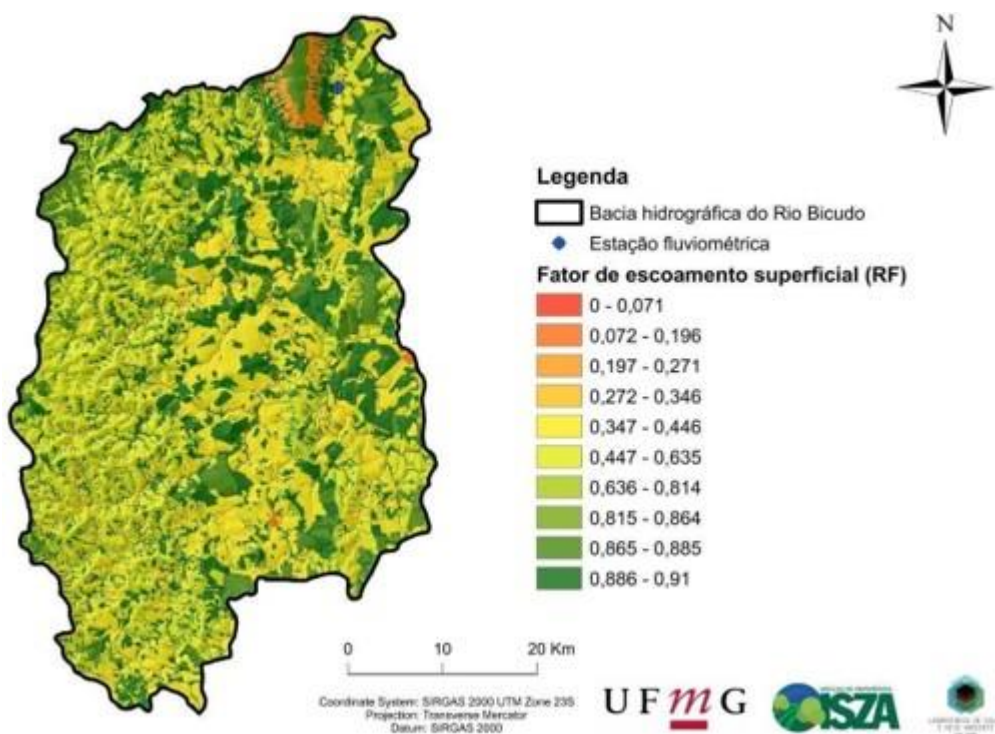 N
Legenda
Bacia hidrográfica do Rio Bicudo
Estação fluviométrica
Fator de escoamento superficial (RF)
0 - 0,071
0,072 - 0,196
0,197 - 0,271
0,272 - 0,346
0,347 - 0,446
0,447 - 0,635
0,636 - 0,814
0,815 - 0,864
0,865 - 0,885
0,886 - 0,91
0 10 20 Km
Coordinate System: SIRGAS 2000 UTM Zone 23S
Projection: Transverse Mercator
Datum: SIRGAS 2000
UFmG
ISZA